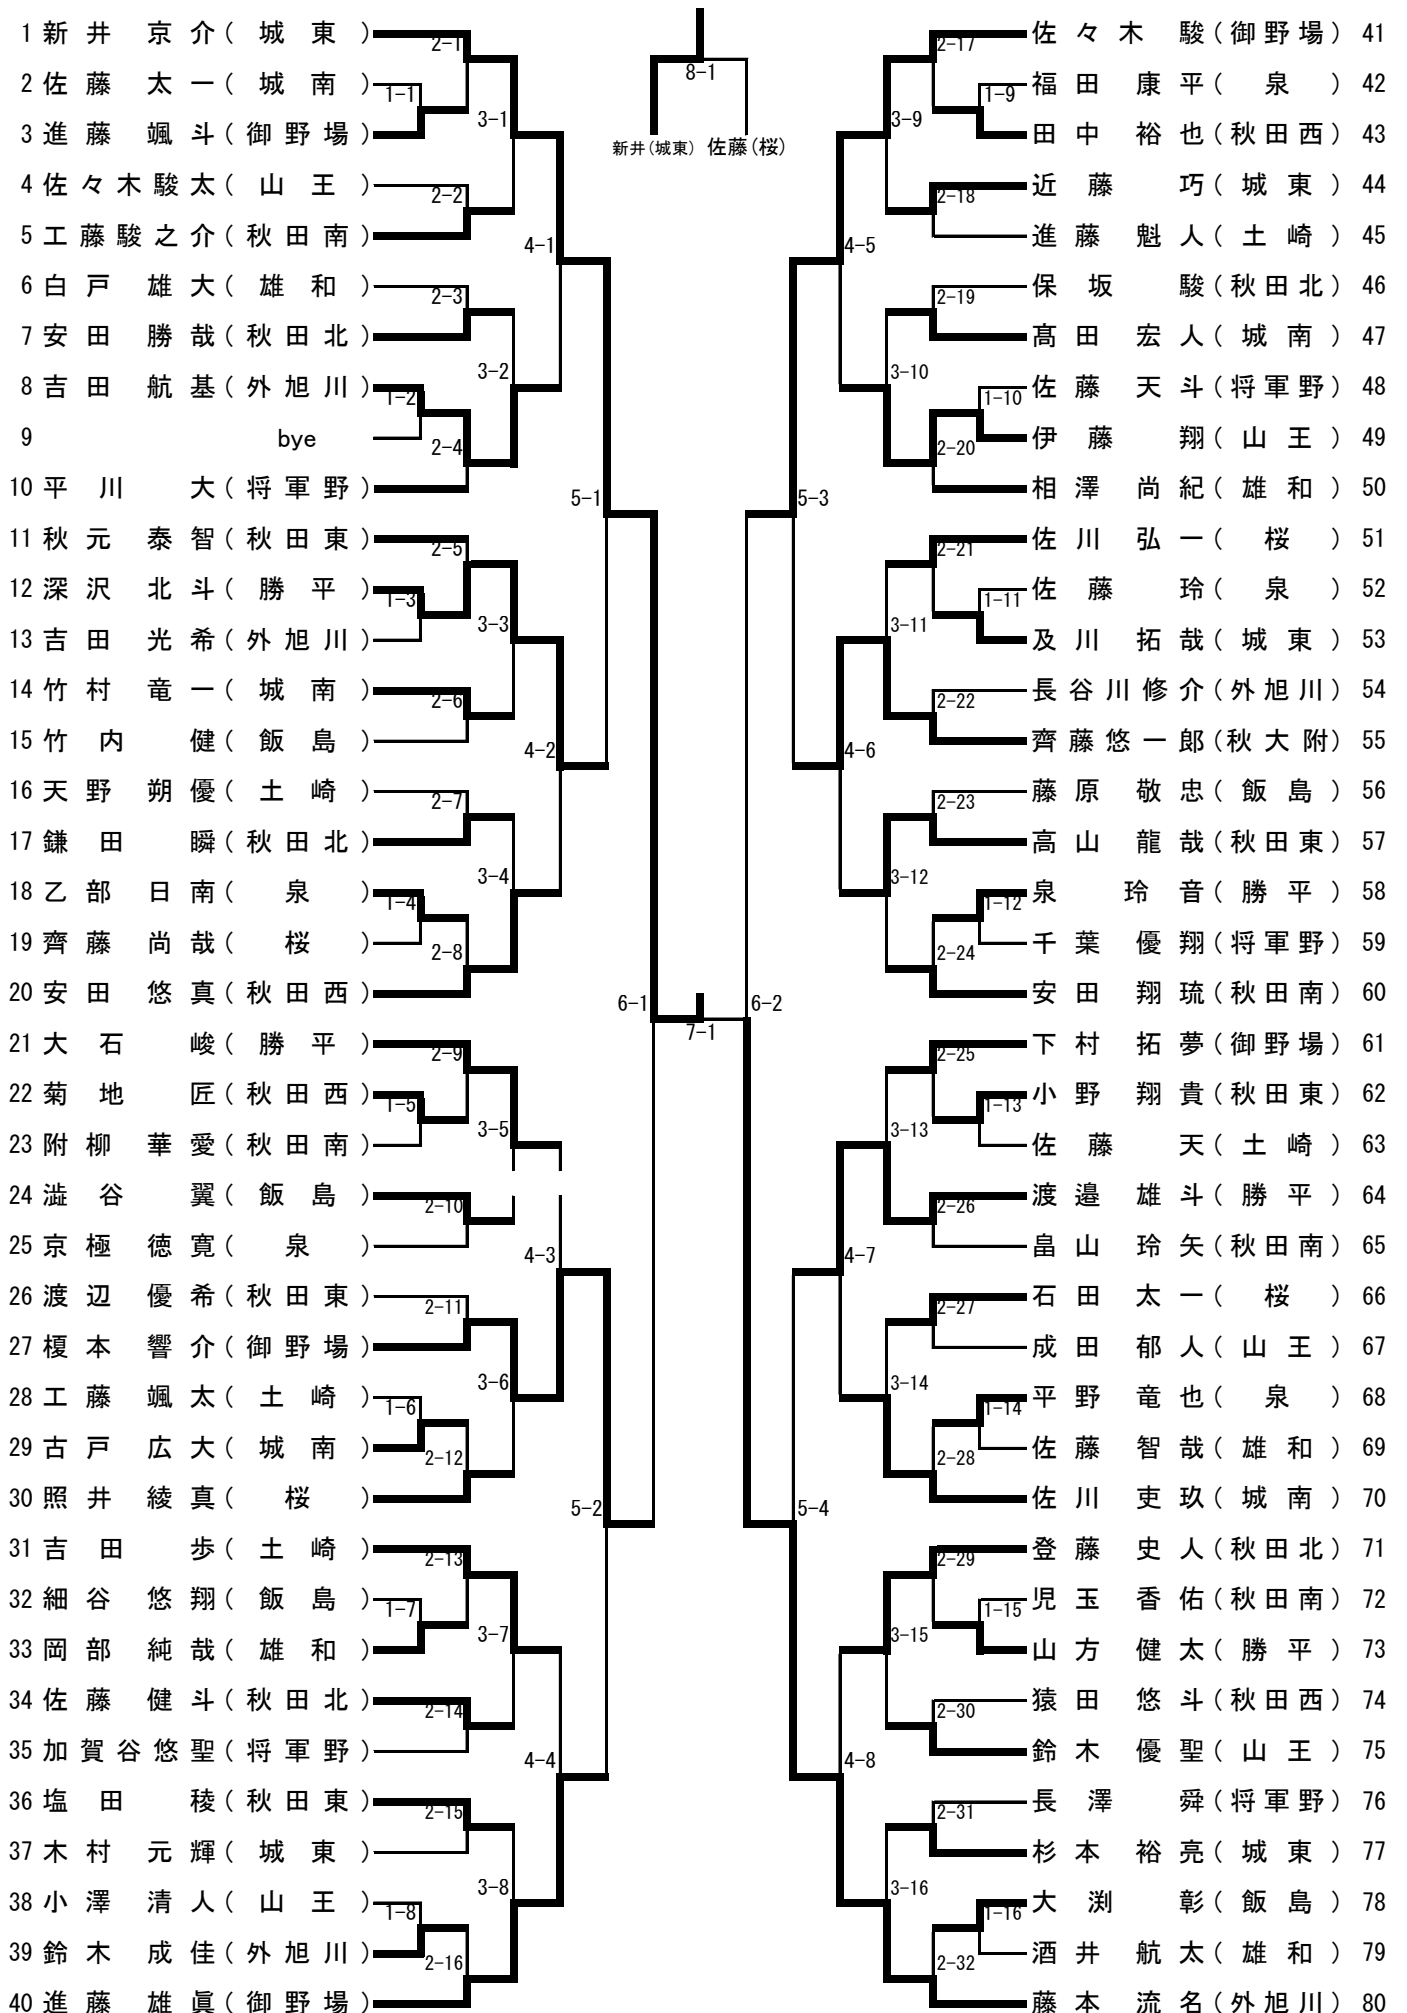 8-1
新井(城東) 佐藤(桜)
1 新井 京介(城東)
2-1
2 佐藤 太一(城南)
1-1
3 進藤 颯斗(御野場)
3-1
4 佐々木駿太(山王)
2-2
5 工藤駿之介(秋田南)
4-1
6 白戸 雄大(雄和)
2-3
7 安田 勝哉(秋田北)
3-2
8 吉田 航基(外旭川)
1-2
9 bye
2-4
10 平川 大(将軍野)
5-1
11 秋元 泰智(秋田東)
2-5
12 深沢 北斗(勝平)
1-3
13 吉田 光希(外旭川)
3-3
14 竹村 竜一(城南)
2-6
15 竹内 健(飯島)
4-2
16 天野 朔優(土崎)
2-7
17 鎌田 瞬(秋田北)
3-4
18 乙部 日南(泉)
1-4
19 齊藤 尚哉(桜)
2-8
20 安田 悠真(秋田西)
6-1
7-1
21 大石 峻(勝平)
2-9
22 菊地 匠(秋田西)
1-5
23 附柳 華愛(秋田南)
3-5
24 澁谷 翼(飯島)
2-10
25 京極 徳寛(泉)
4-3
26 渡辺 優希(秋田東)
2-11
27 榎本 響介(御野場)
3-6
28 工藤 颯太(土崎)
1-6
29 古戸 広大(城南)
2-12
30 照井 綾真(桜)
5-2
31 吉田 歩(土崎)
2-13
32 細谷 悠翔(飯島)
1-7
33 岡部 純哉(雄和)
3-7
34 佐藤 健斗(秋田北)
2-14
35 加賀谷悠聖(将軍野)
4-4
36 塩田 稜(秋田東)
2-15
37 木村 元輝(城東)
3-8
38 小澤 清人(山王)
1-8
39 鈴木 成佳(外旭川)
2-16
40 進藤 雄眞(御野場)
佐々木 駿(御野場) 41
2-17
福田 康平(泉) 42
1-9
田中 裕也(秋田西) 43
3-9
近藤 巧(城東) 44
2-18
進藤 魁人(土崎) 45
4-5
保坂 駿(秋田北) 46
2-19
髙田 宏人(城南) 47
3-10
佐藤 天斗(将軍野) 48
1-10
伊藤 翔(山王) 49
2-20
相澤 尚紀(雄和) 50
5-3
佐川 弘一(桜) 51
2-21
佐藤 玲(泉) 52
1-11
及川 拓哉(城東) 53
3-11
長谷川修介(外旭川) 54
2-22
齊藤悠一郎(秋大附) 55
4-6
藤原 敬忠(飯島) 56
2-23
高山 龍哉(秋田東) 57
3-12
泉 玲音(勝平) 58
1-12
千葉 優翔(将軍野) 59
2-24
安田 翔琉(秋田南) 60
6-2
下村 拓夢(御野場) 61
2-25
小野 翔貴(秋田東) 62
1-13
佐藤 天(土崎) 63
3-13
渡邉 雄斗(勝平) 64
2-26
畠山 玲矢(秋田南) 65
4-7
石田 太一(桜) 66
2-27
成田 郁人(山王) 67
3-14
平野 竜也(泉) 68
1-14
佐藤 智哉(雄和) 69
2-28
佐川 吏玖(城南) 70
5-4
登藤 史人(秋田北) 71
2-29
児玉 香佑(秋田南) 72
1-15
山方 健太(勝平) 73
3-15
猿田 悠斗(秋田西) 74
2-30
鈴木 優聖(山王) 75
4-8
長澤 舜(将軍野) 76
2-31
杉本 裕亮(城東) 77
3-16
大渕 彰(飯島) 78
1-16
酒井 航太(雄和) 79
2-32
藤本 流名(外旭川) 80